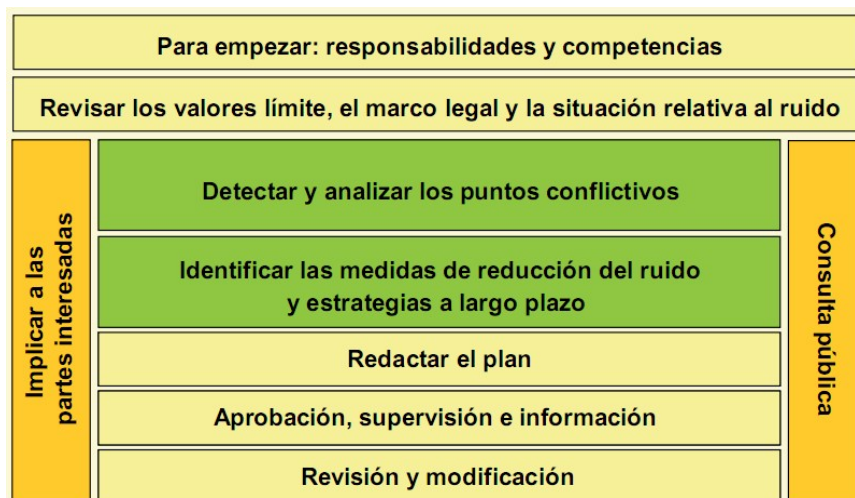 Para empezar: responsabilidades y competencias
Revisar los valores límite, el marco legal y la situación relativa al ruido
Implicar a las
partes interesadas
Detectar y analizar los puntos conflictivos
Identificar las medidas de reducción del ruido
y estrategias a largo plazo
Redactar el plan
Aprobación, supervisión e información
Revisión y modificación
Consulta pública